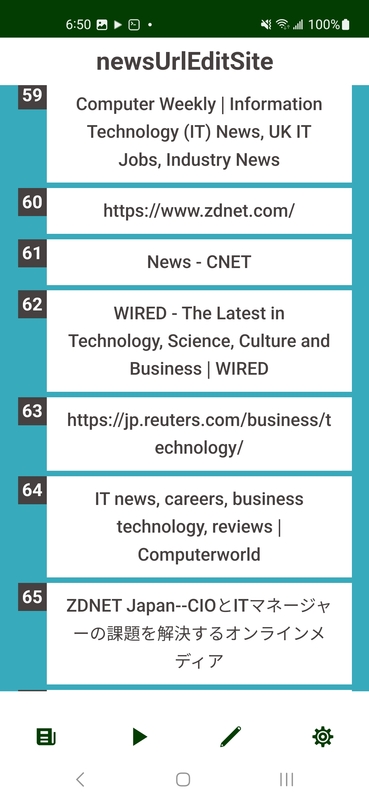 6:50
100%
newsUrlEditSite
59
Computer Weekly | Information
Technology (IT) News, UK IT
Jobs, Industry News
60
https://www.zdnet.com/
61
News - CNET
62
WIRED - The Latest in
Technology, Science, Culture and
Business | WIRED
63
https://jp.reuters.com/business/t
echnology/
64
IT news, careers, business
technology, reviews |
Computerworld
65
ZDNET Japan--CIOとITマネージャ
ーの課題を解決するオンラインメ
ディア